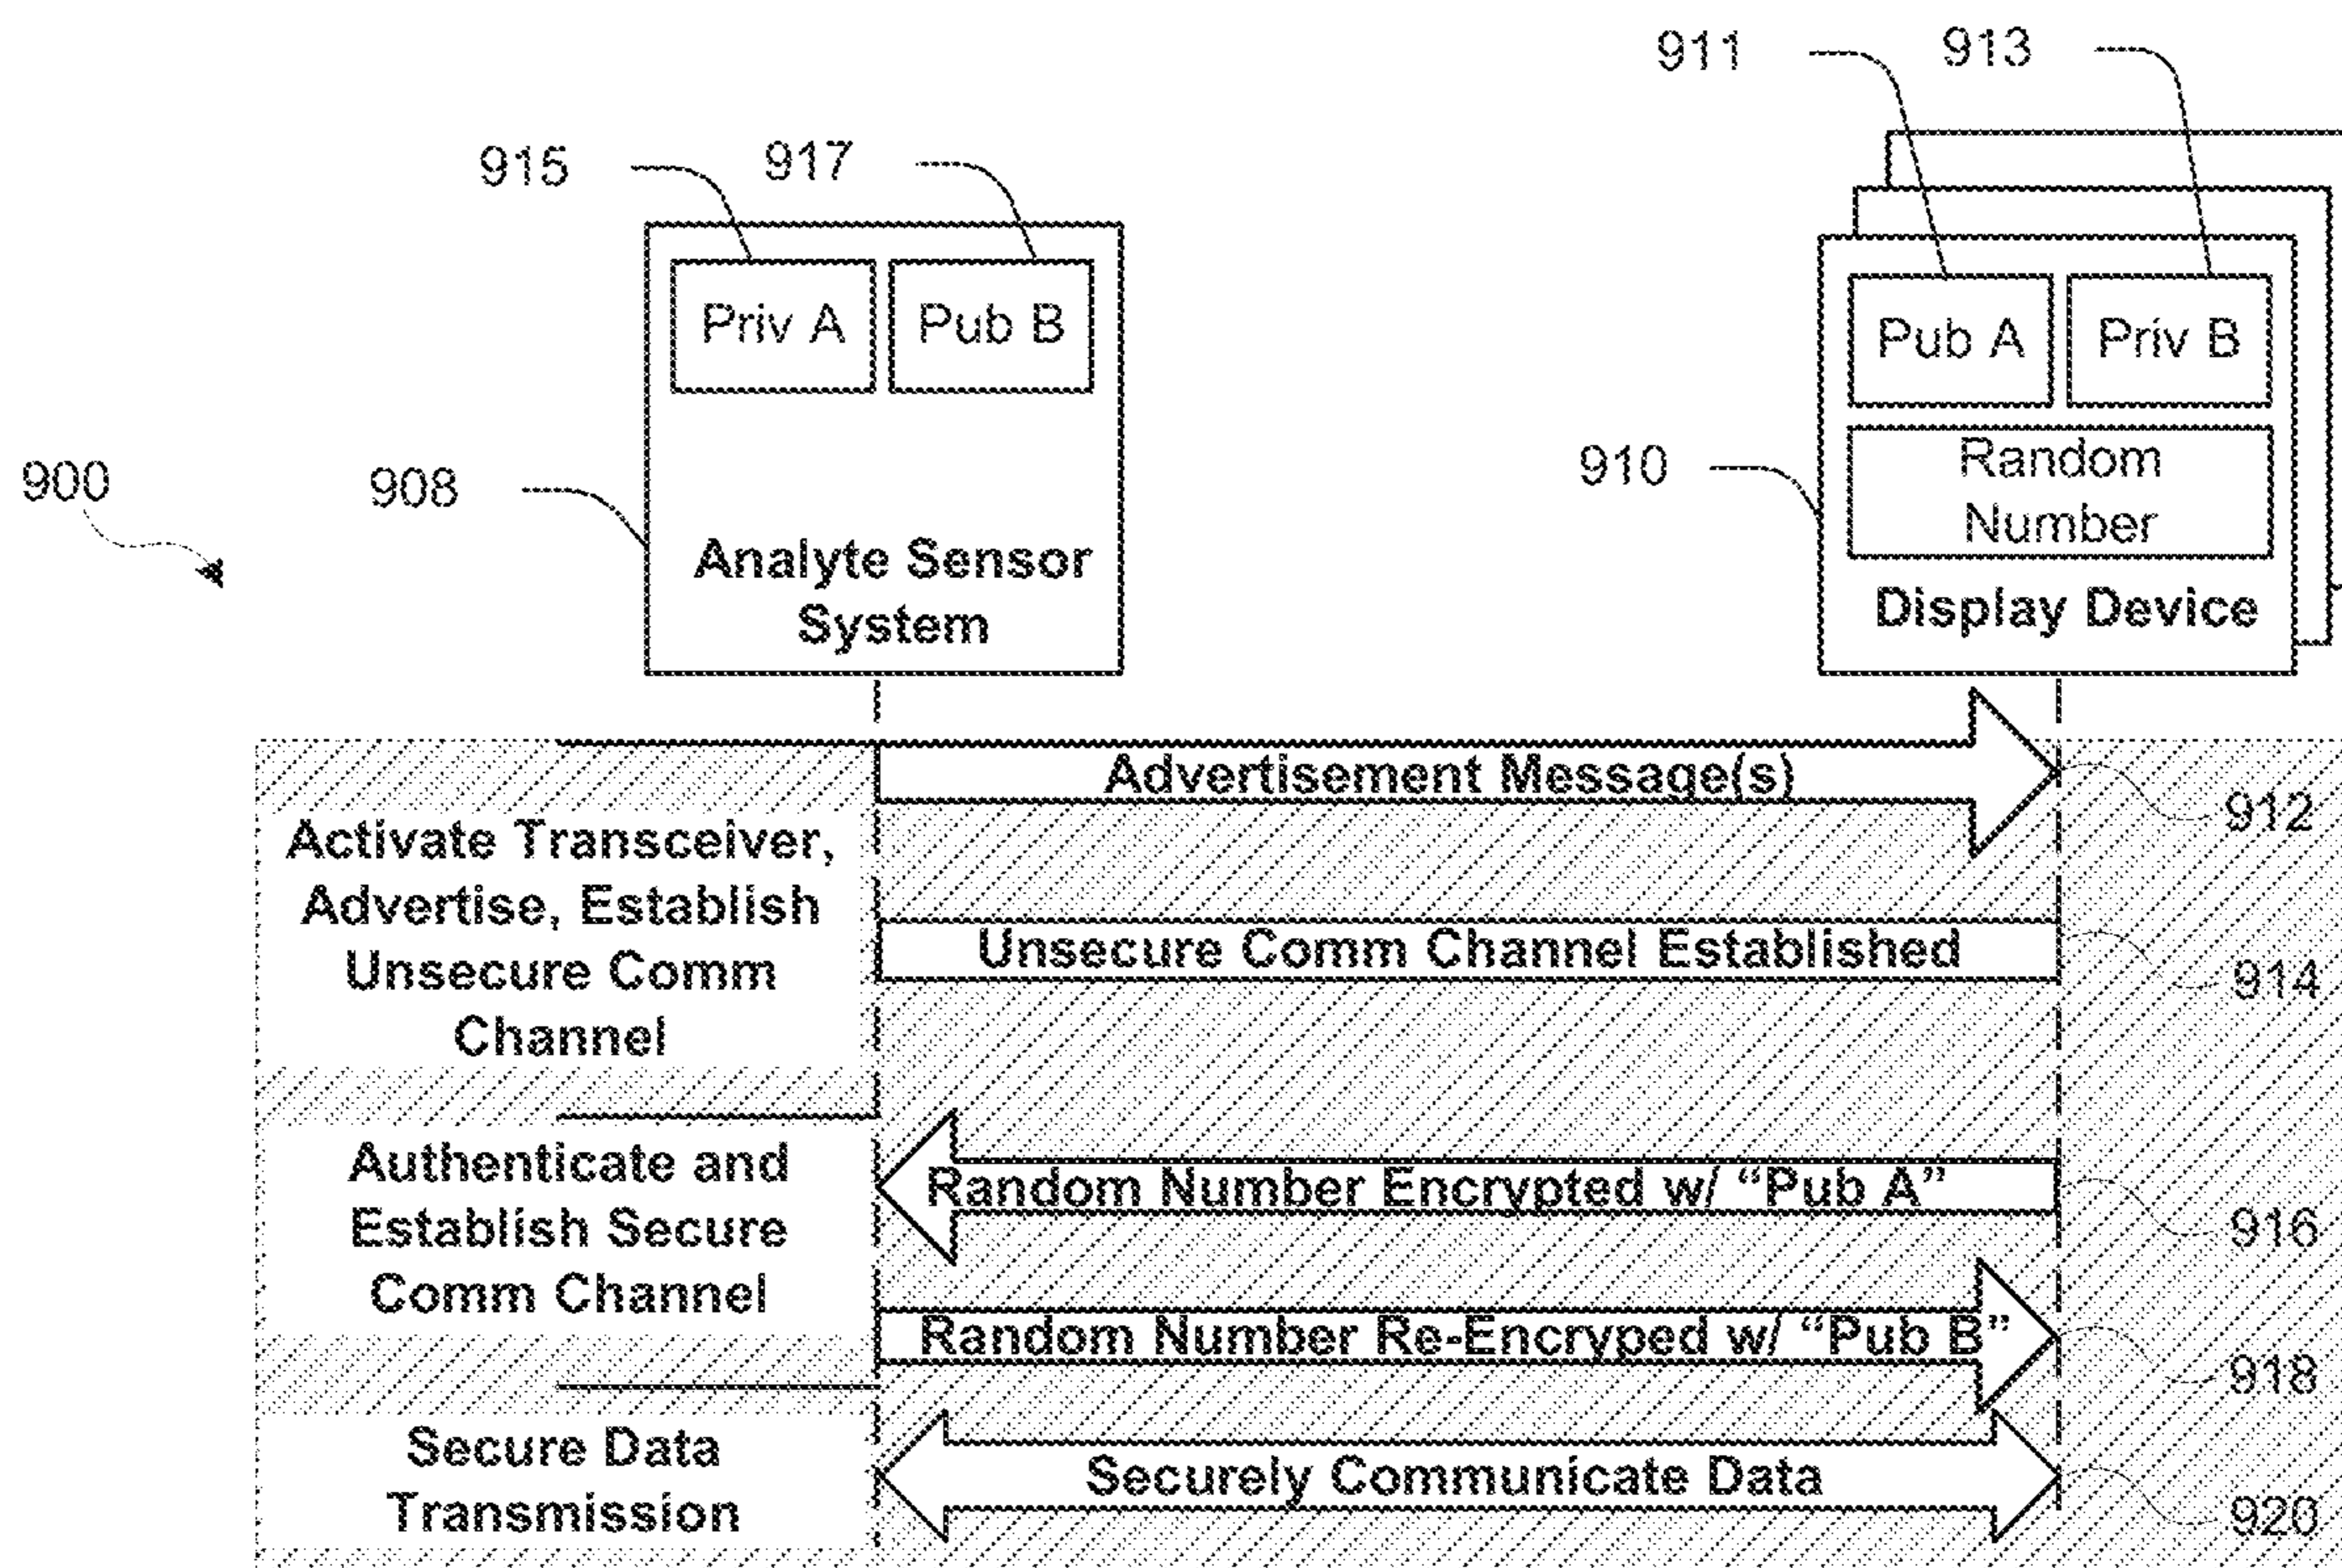 911
913
915
917
Priv A
Pub B
Pub A
Priv B
900
908
910
Random
Number
Analyte Sensor
System
Display Device
Advertisement Message(s)
912
Activate Transceiver,
Advertise, Establish
Unsecure Comm
Channel
Unsecure Comm Channel Established
914
Authenticate and
Establish Secure
Comm Channel
Random Number Encrypted w/ “Pub A”
916
Random Number Re-Encryped w/ “Pub B”
918
Secure Data
Transmission
Securely Communicate Data
920